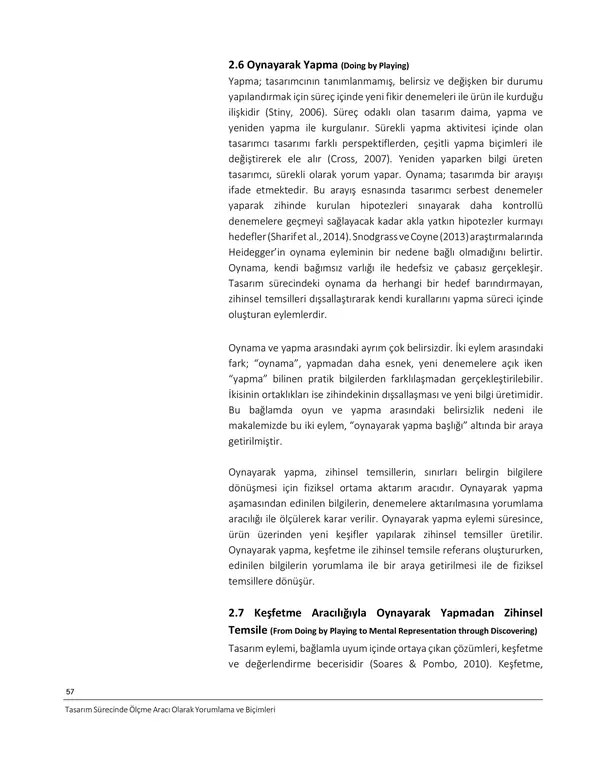 2.6 Oynayarak Yapma (Doing by Playing)
Yapma; tasarımcının tanımlanmamış, belirsiz ve değişken bir durumu
yapılandırmak için süreç içinde yeni fikir denemeleri ile ürün ile kurduğu
ilişkidir (Stiny, 2006). Süreç odaklı olan tasarım daima, yapma ve
yeniden yapma ile kurgulanır. Sürekli yapma aktivitesi içinde olan
tasarımcı tasarımı farklı perspektiflerden, çeşitli yapma biçimleri ile
değiştirerek ele alır (Cross, 2007). Yeniden yaparken bilgi üreten
tasarımcı, sürekli olarak yorum yapar. Oynama; tasarımda bir arayışı
ifade etmektedir. Bu arayış esnasında tasarımcı serbest denemeler
yaparak zihinde kurulan hipotezleri sınayarak daha kontrollü
denemelere geçmeyi sağlayacak kadar akla yatkın hipotezler kurmayı
hedefler (Sharif et al., 2014). Snodgrass ve Coyne (2013) araştırmalarında
Heidegger'in oynama eyleminin bir nedene bağlı olmadığını belirtir.
Oynama, kendi bağımsız varlığı ile hedefsiz ve çabasız gerçekleşir.
Tasarım sürecindeki oynama da herhangi bir hedef barındırmayan,
zihinsel temsilleri dışsallaştırarak kendi kurallarını yapma süreci içinde
oluşturan eylemlerdir.
Oynama ve yapma arasındaki ayrım çok belirsizdir. İki eylem arasındaki
fark; “oynama”, yapmadan daha esnek, yeni denemelere açık iken
“yapma” bilinen pratik bilgilerden farklılaşmadan gerçekleştirilebilir.
İkisinin ortaklıkları ise zihindekinin dışsallaşması ve yeni bilgi üretimidir.
Bu bağlamda oyun ve yapma arasındaki belirsizlik nedeni ile
makalemizde bu iki eylem, “oynayarak yapma başlığı” altında bir araya
getirilmiştir.
Oynayarak yapma, zihinsel temsillerin, sınırları belirgin bilgilere
dönüşmesi için fiziksel ortama aktarım aracıdır. Oynayarak yapma
aşamasından edinilen bilgilerin, denemelere aktarılmasına yorumlama
aracılığı ile ölçülerek karar verilir. Oynayarak yapma eylemi süresince,
ürün üzerinden yeni keşifler yapılarak zihinsel temsiller üretilir.
Oynayarak yapma, keşfetme ile zihinsel temsile referans oluştururken,
edinilen bilgilerin yorumlama ile bir araya getirilmesi ile de fiziksel
temsillere dönüşür.
2.7 Keşfetme Aracılığıyla Oynayarak Yapmadan Zihinsel
Temsile (From Doing by Playing to Mental Representation through Discovering)
Tasarım eylemi, bağlamla uyum içinde ortaya çıkan çözümleri, keşfetme
ve değerlendirme becerisidir (Soares & Pombo, 2010). Keşfetme,
57
Tasarım Sürecinde Ölçme Aracı Olarak Yorumlama ve Biçimleri